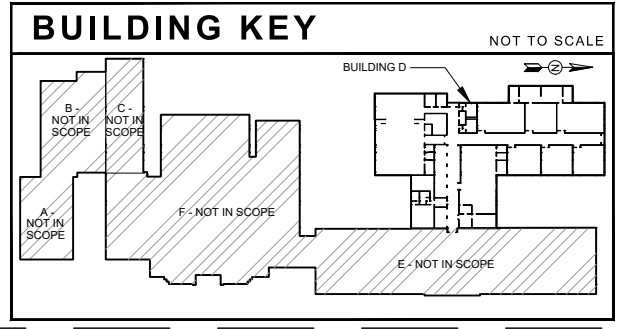 BUILDING KEY
NOT TO SCALE
BUILDING D
N
B -
NOT IN
SCOPE
C -
NOT IN
SCOPE
A -
NOT IN
SCOPE
F - NOT IN SCOPE
E - NOT IN SCOPE